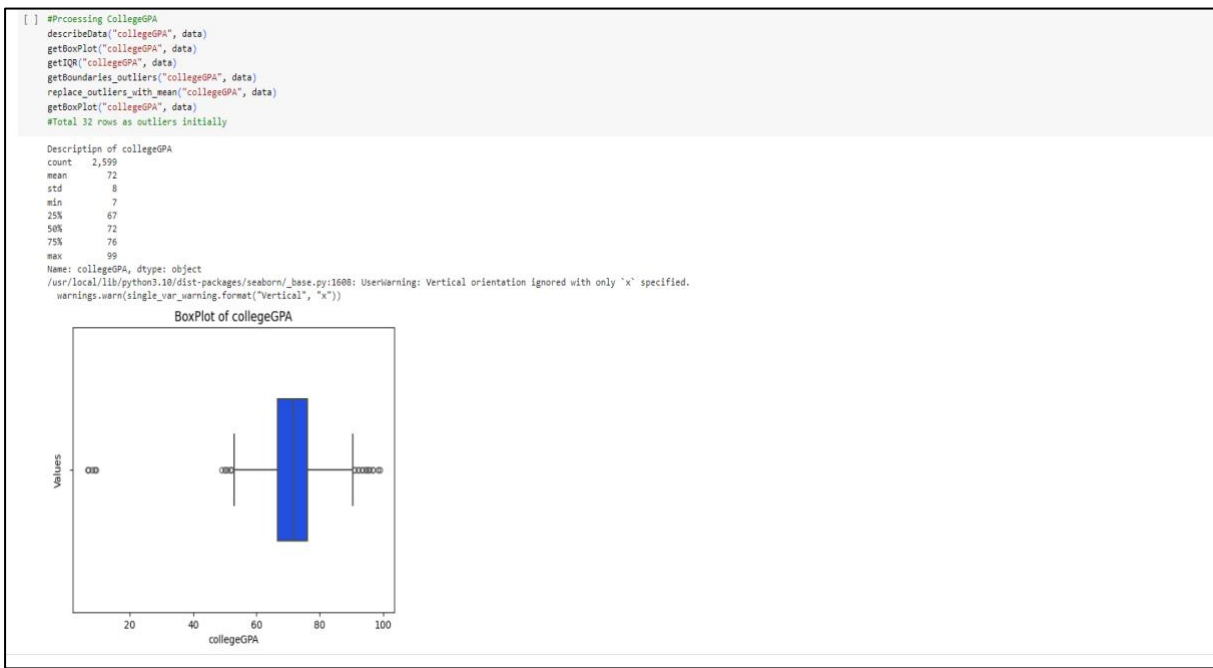 [ ] #Prcoessing CollegeGPA
describeData("collegeGPA", data)
getBoxPlot("collegeGPA", data)
getIQR("collegeGPA", data)
getBoundaries_outliers("collegeGPA", data)
replace_outliers_with_mean("collegeGPA", data)
getBoxPlot("collegeGPA", data)
#Total 32 rows as outliers initially
Descriptipn of collegeGPA
count 2,599
mean 72
std 8
min 7
25% 67
50% 72
75% 76
max 99
Name: collegeGPA, dtype: object
/usr/local/lib/python3.10/dist-packages/seaborn/_base.py:1608: UserWarning: Vertical orientation ignored with only `x` specified.
warnings.warn(single_var_warning.format("Vertical", "x"))
BoxPlot of collegeGPA
Values
20 40 60 80 100
collegeGPA